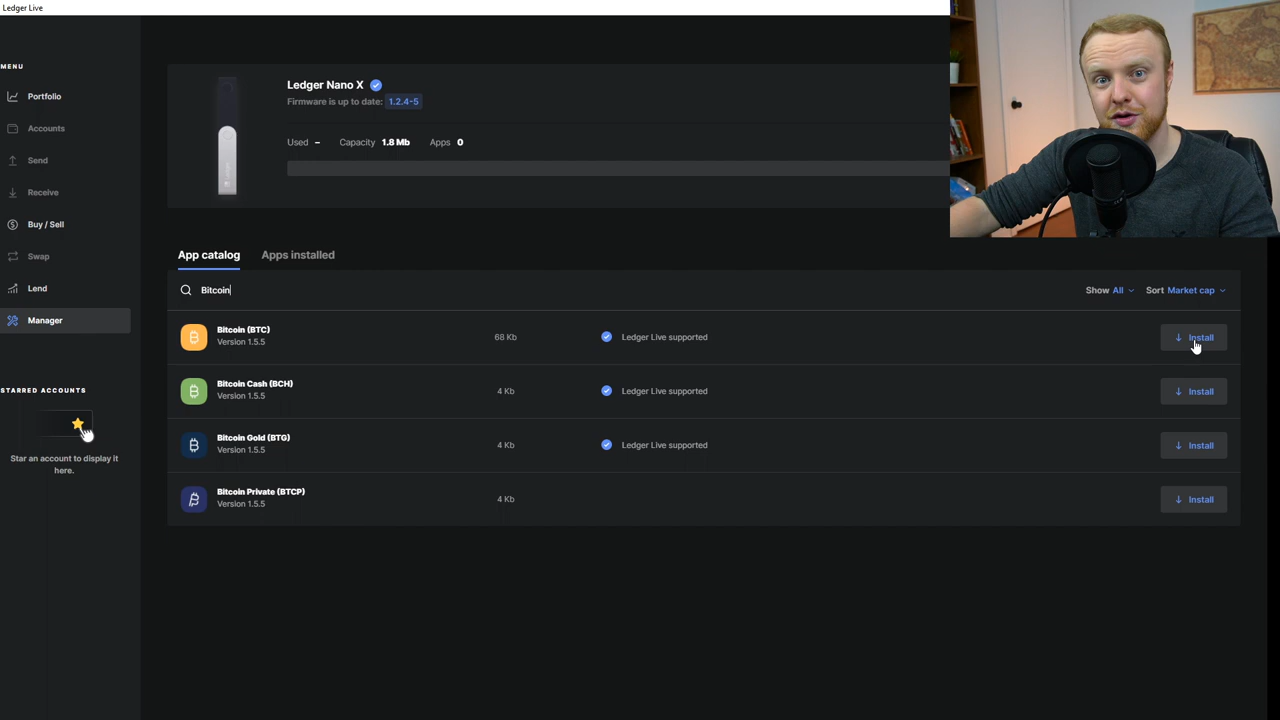 Ledger Live
MENU
Portfolio
Accounts
Send
Receive
Buy / Sell
Swap
Lend
Manager
STARRED ACCOUNTS
Star an account to display it
here.
Ledger Nano X
Firmware is up to date: 1.2.4-5
Used – Capacity 1.8 Mb Apps 0
App catalog Apps installed
Bitcoin Show All Sort Market cap
Bitcoin (BTC)
Version 1.5.5
68 Kb Ledger Live supported Install
Bitcoin Cash (BCH)
Version 1.5.5
4 Kb Ledger Live supported Install
Bitcoin Gold (BTG)
Version 1.5.5
4 Kb Ledger Live supported Install
Bitcoin Private (BTCP)
Version 1.5.5
4 Kb Install